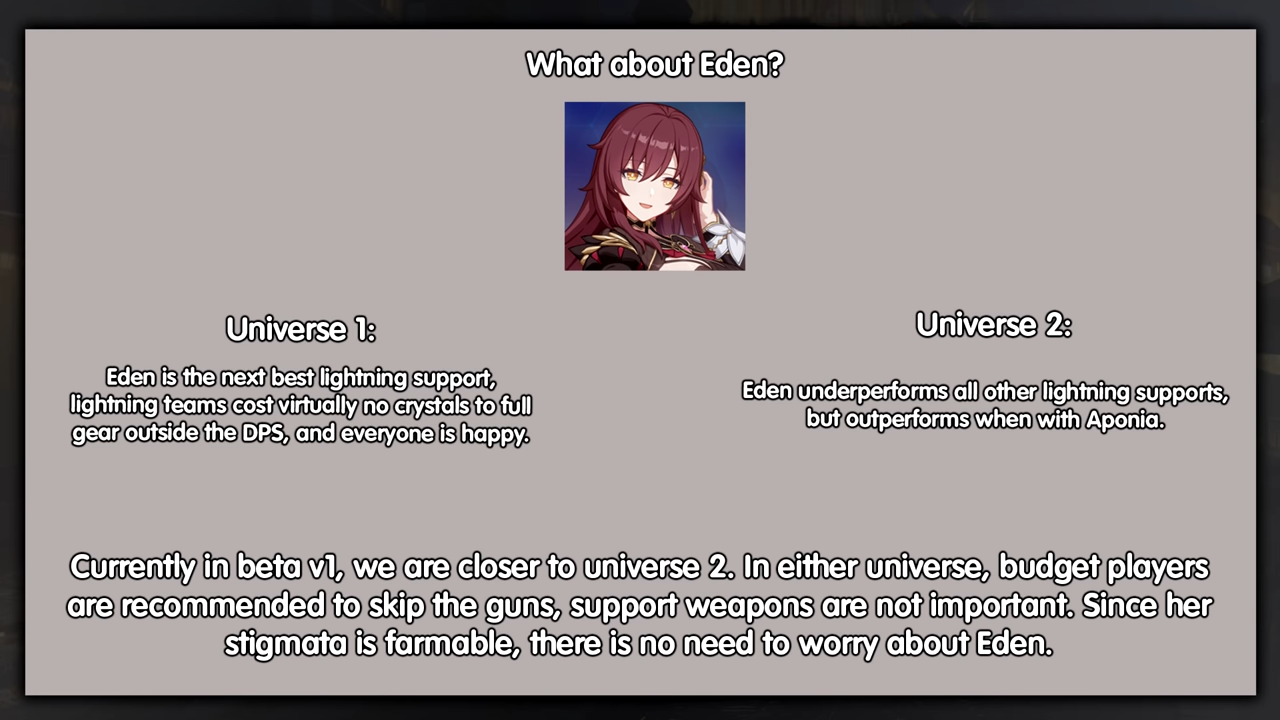 What about Eden?
Universe 1:
Eden is the next best lightning support,
lightning teams cost virtually no crystals to full
gear outside the DPS, and everyone is happy.
Universe 2:
Eden underperforms all other lightning supports,
but outperforms when with Aponia.
Currently in beta v1, we are closer to universe 2. In either universe, budget players
are recommended to skip the guns, support weapons are not important. Since her
stigmata is farmable, there is no need to worry about Eden.